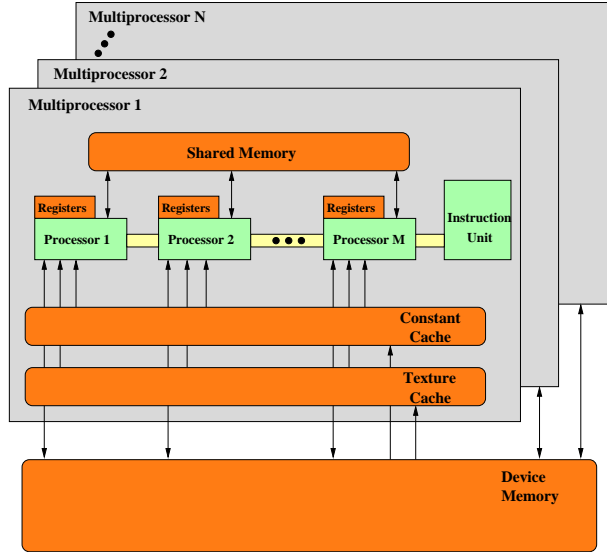 Multiprocessor N
Multiprocessor 2
Multiprocessor 1
Shared Memory
Registers
Registers
Registers
Processor 1
Processor 2
Processor M
Instruction
Unit
Constant
Cache
Texture
Cache
Device
Memory